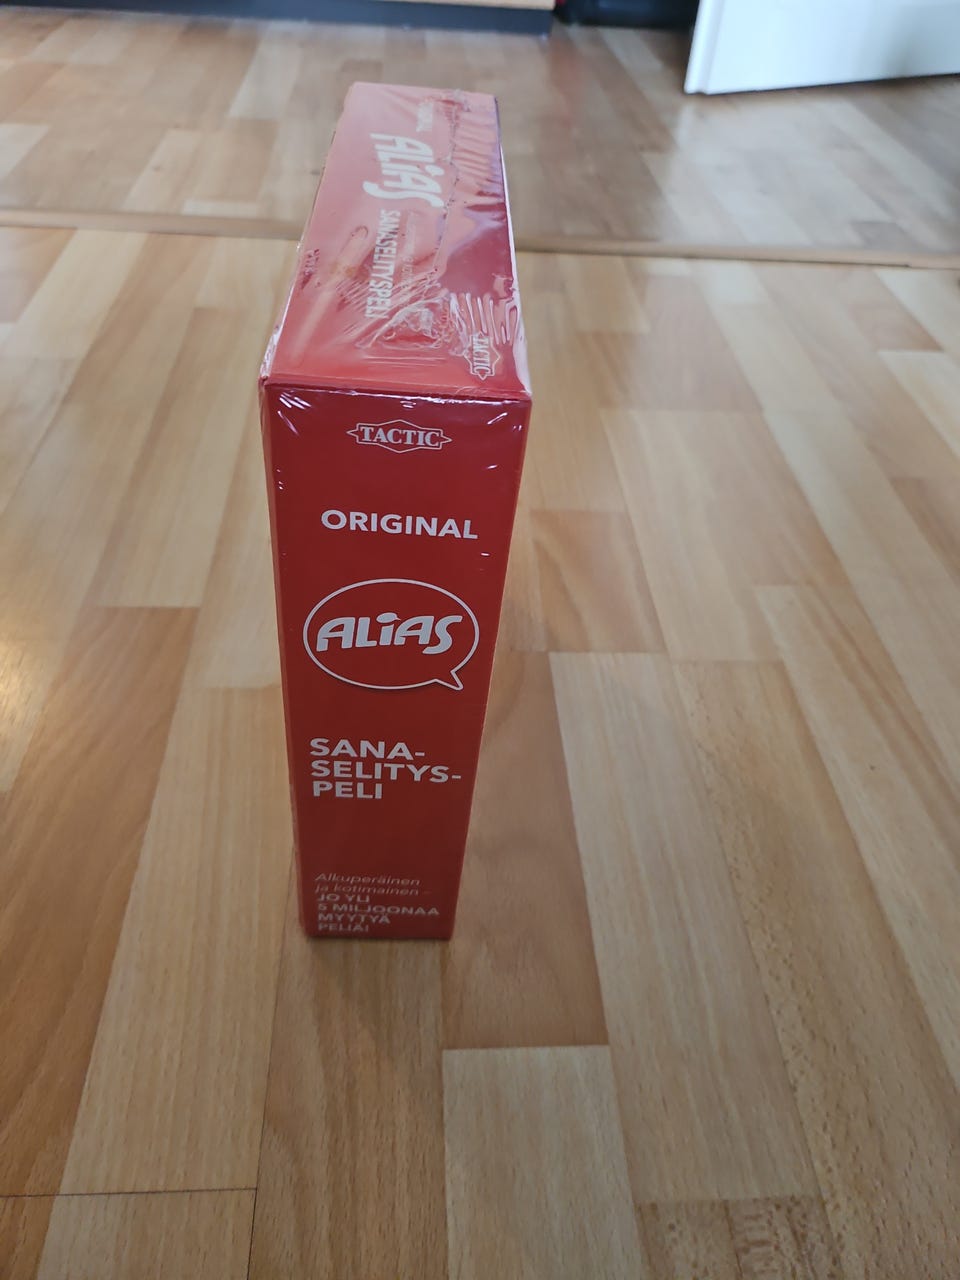 ORIGINAL
ALiAS
SANASELITYSPELI
TACTIC
TACTIC
ORIGINAL
ALiAS
SANA-
SELITYS-
PELI
Alkuperäinen
ja kotimainen –
JO YLI
5 MILJOONAA
MYYTYÄ
PELIÄ!